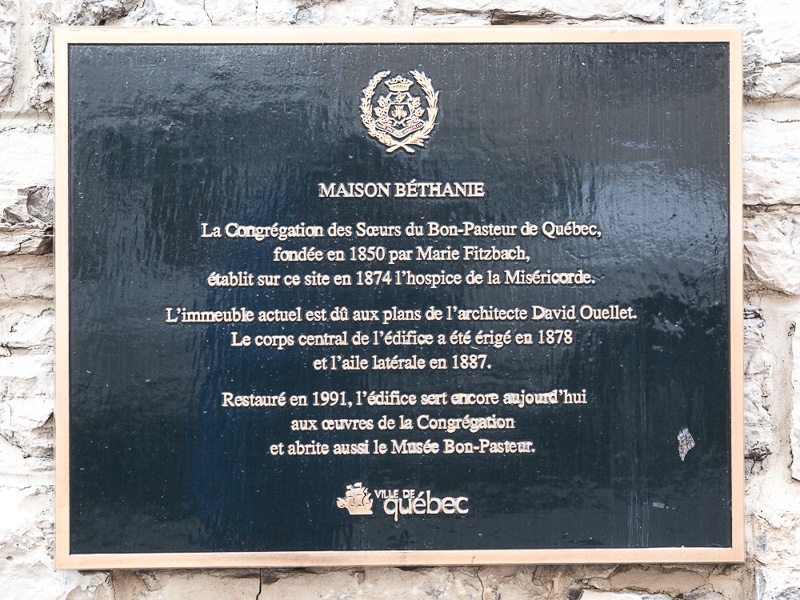 MAISON BÉTHANIE
La Congrégation des Sœurs du Bon-Pasteur de Québec,
fondée en 1850 par Marie Fitzbach,
établit sur ce site en 1874 l'hospice de la Miséricorde.
L'immeuble actuel est dû aux plans de l'architecte David Ouellet.
Le corps central de l'édifice a été érigé en 1878
et l'aile latérale en 1887.
Restauré en 1991, l'édifice sert encore aujourd'hui
aux œuvres de la Congrégation
et abrite aussi le Musée Bon-Pasteur.
VILLE DE
québec